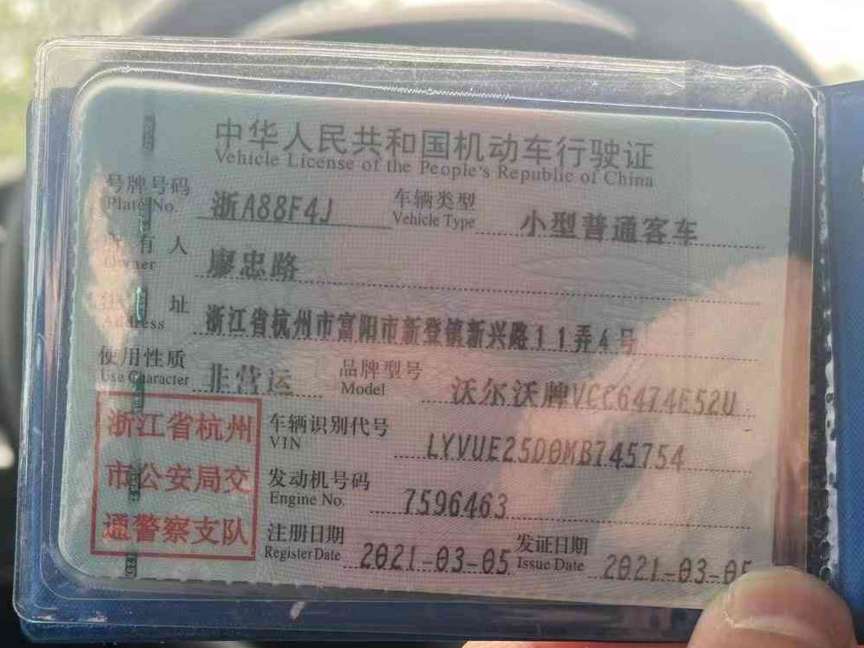 中华人民共和国机动车行驶证
Vehicle License of the People's Republic of China
号牌号码 浙A88F4J 车辆类型 小型普通客车
Plate No. Vehicle Type
所有人 廖忠路
Owner
住址 浙江省杭州市富阳市新登镇新兴路11弄4号
Address
使用性质 非营运 品牌型号 沃尔沃牌VCC6474E52U
Use Character Model
浙江省杭州
市公安局交
通警察支队
车辆识别代号 LYVUE25D0MB745754
VIN
发动机号码 7596463
Engine No.
注册日期 2021-03-05 发证日期 2021-03-05
Register Date Issue Date